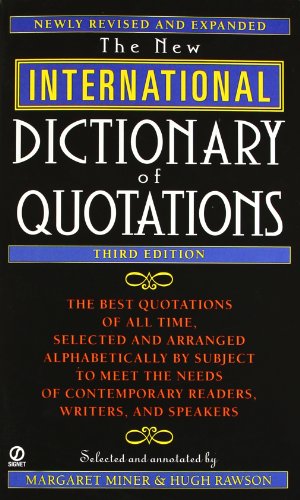 NEWLY REVISED AND EXPANDED
The New
INTERNATIONAL
DICTIONARY
of
QUOTATIONS
THIRD EDITION
THE BEST QUOTATIONS
OF ALL TIME,
SELECTED AND ARRANGED
ALPHABETICALLY BY SUBJECT
TO MEET THE NEEDS
OF CONTEMPORARY READERS,
WRITERS, AND SPEAKERS
Selected and annotated by
MARGARET MINER & HUGH RAWSON
SIGNET